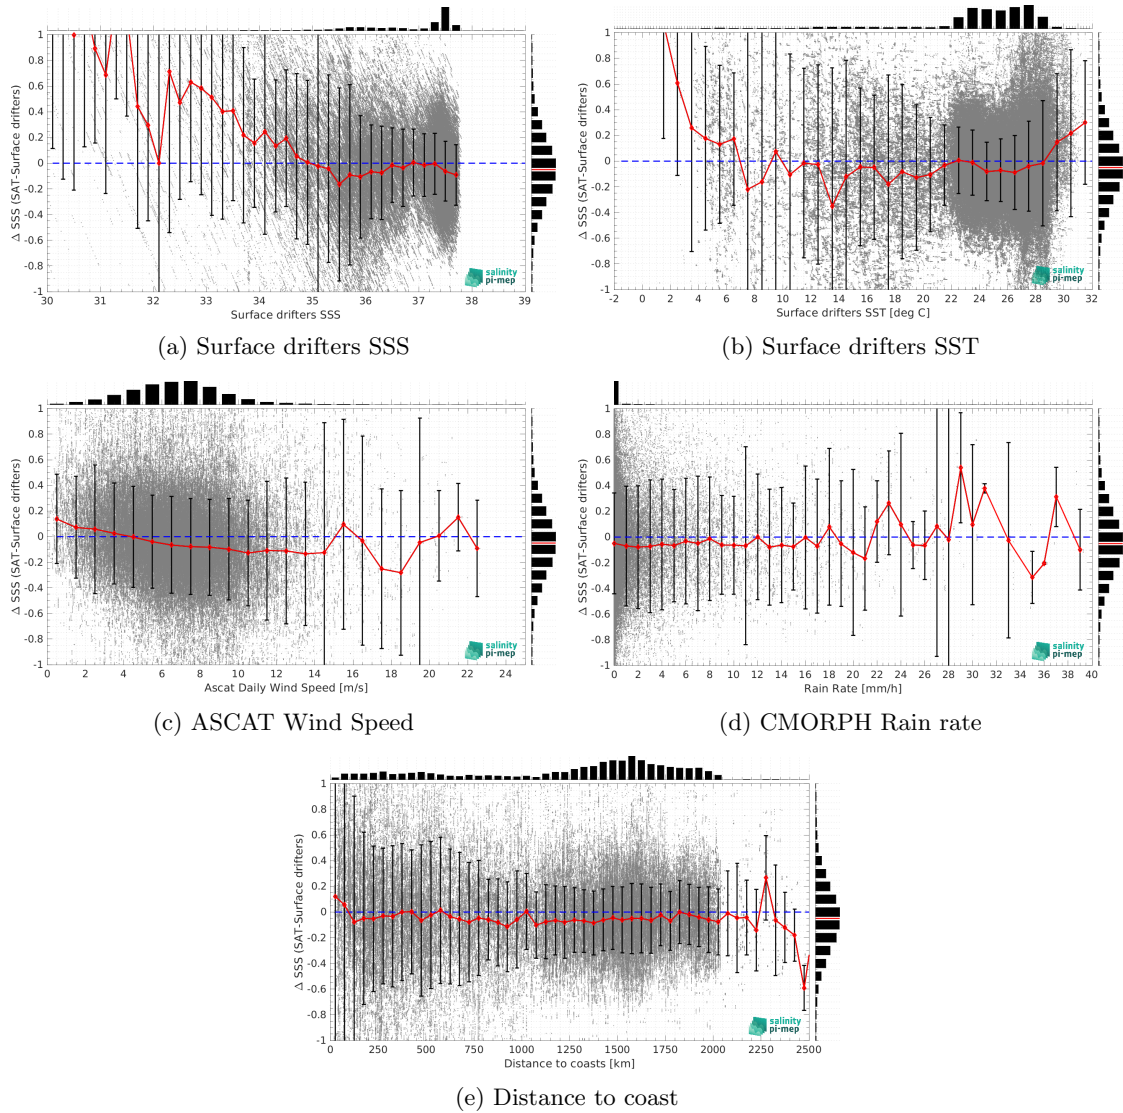 1
0.8
0.6
0.4
0.2
0
-0.2
-0.4
-0.6
-0.8
-1
Δ SSS (SAT-Surface drifters)
30 31 32 33 34 35 36 37 38 39
Surface drifters SSS
salinity
pi-mep
(a) Surface drifters SSS
1
0.8
0.6
0.4
0.2
0
-0.2
-0.4
-0.6
-0.8
-1
Δ SSS (SAT-Surface drifters)
-2 0 2 4 6 8 10 12 14 16 18 20 22 24 26 28 30 32
Surface drifters SST [deg C]
salinity
pi-mep
(b) Surface drifters SST
1
0.8
0.6
0.4
0.2
0
-0.2
-0.4
-0.6
-0.8
-1
Δ SSS (SAT-Surface drifters)
0 2 4 6 8 10 12 14 16 18 20 22 24
Ascat Daily Wind Speed [m/s]
salinity
pi-mep
(c) ASCAT Wind Speed
1
0.8
0.6
0.4
0.2
0
-0.2
-0.4
-0.6
-0.8
-1
Δ SSS (SAT-Surface drifters)
0 2 4 6 8 10 12 14 16 18 20 22 24 26 28 30 32 34 36 38 40
Rain Rate [mm/h]
salinity
pi-mep
(d) CMORPH Rain rate
1
0.8
0.6
0.4
0.2
0
-0.2
-0.4
-0.6
-0.8
-1
Δ SSS (SAT-Surface drifters)
0 250 500 750 1000 1250 1500 1750 2000 2250 2500
Distance to coasts [km]
salinity
pi-mep
(e) Distance to coast